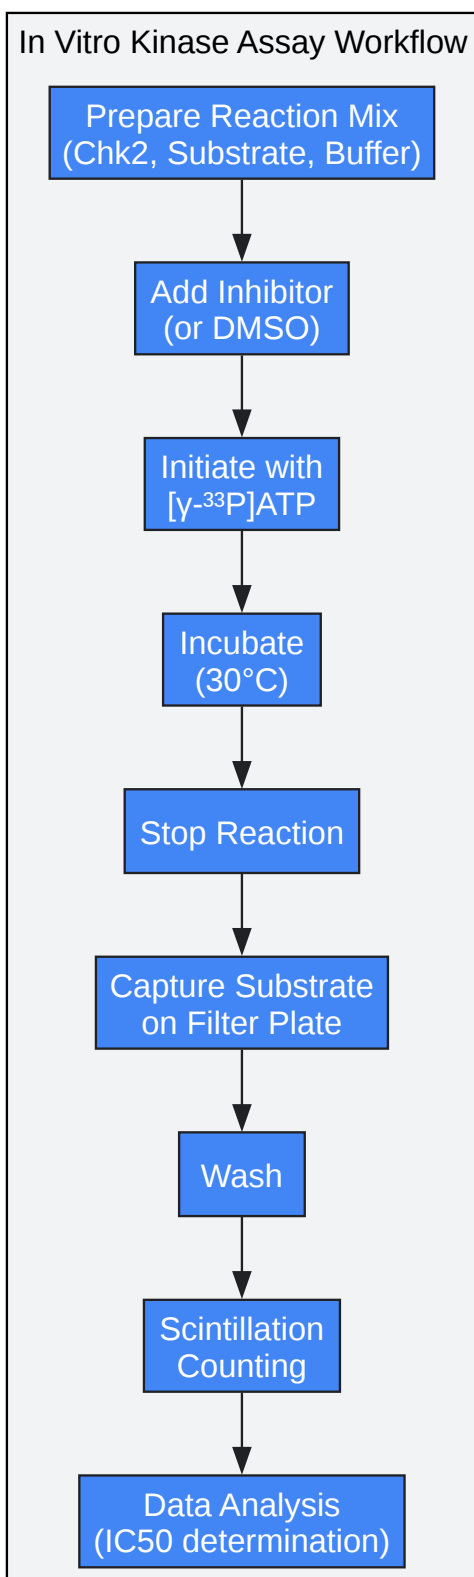 In Vitro Kinase Assay Workflow
Prepare Reaction Mix
(Chk2, Substrate, Buffer)
Add Inhibitor
(or DMSO)
Initiate with
[γ-³³P]ATP
Incubate
(30°C)
Stop Reaction
Capture Substrate
on Filter Plate
Wash
Scintillation
Counting
Data Analysis
(IC50 determination)